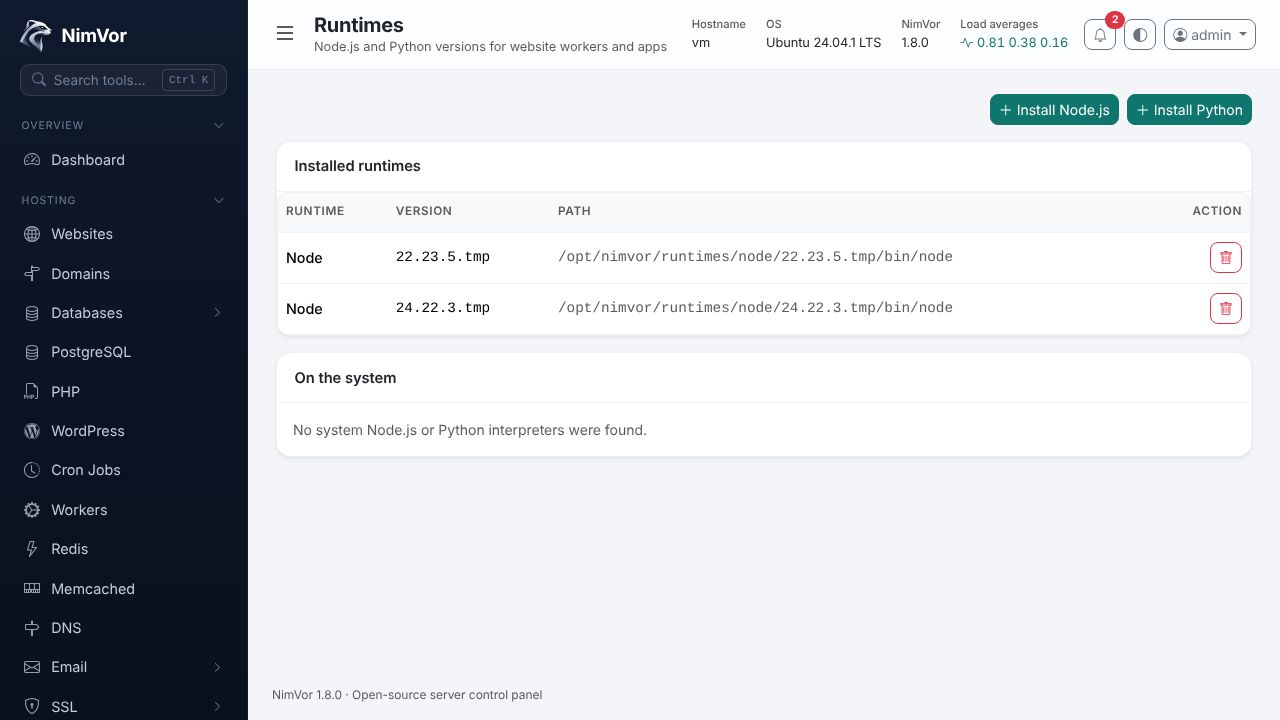 NimVor
Search tools...
Ctrl K
OVERVIEW
Dashboard
HOSTING
Websites
Domains
Databases
PostgreSQL
PHP
WordPress
Cron Jobs
Workers
Redis
Memcached
DNS
Email
SSL
Runtimes
Node.js and Python versions for website workers and apps
Hostname
vm
OS
Ubuntu 24.04.1 LTS
NimVor
1.8.0
Load averages
0.81 0.38 0.16
2
admin
Install Node.js
Install Python
Installed runtimes
RUNTIME VERSION PATH ACTION
Node 22.23.5.tmp /opt/nimvor/runtimes/node/22.23.5.tmp/bin/node
Node 24.22.3.tmp /opt/nimvor/runtimes/node/24.22.3.tmp/bin/node
On the system
No system Node.js or Python interpreters were found.
NimVor 1.8.0 · Open-source server control panel